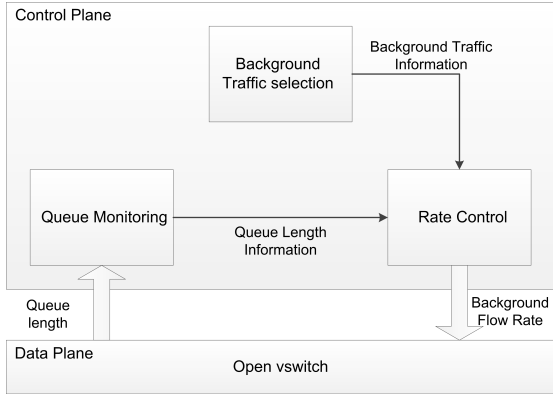 Control Plane
Background
Traffic selection
Background Traffic
Information
Queue Monitoring
Queue Length
Information
Rate Control
Queue
length
Background
Flow Rate
Data Plane
Open vswitch